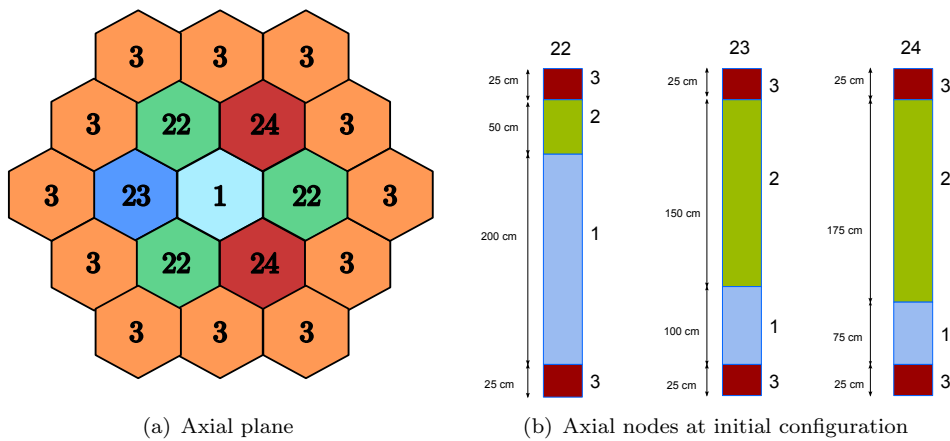 3 3 3
3 22 24 3
3 23 1 22 3
3 22 24 3
3 3 3
(a) Axial plane
22 23 24
25 cm 3 25 cm 3 25 cm 3
50 cm 2
150 cm 2
175 cm 2
200 cm 1
100 cm 1
75 cm 1
25 cm 3 25 cm 3 25 cm 3
(b) Axial nodes at initial configuration